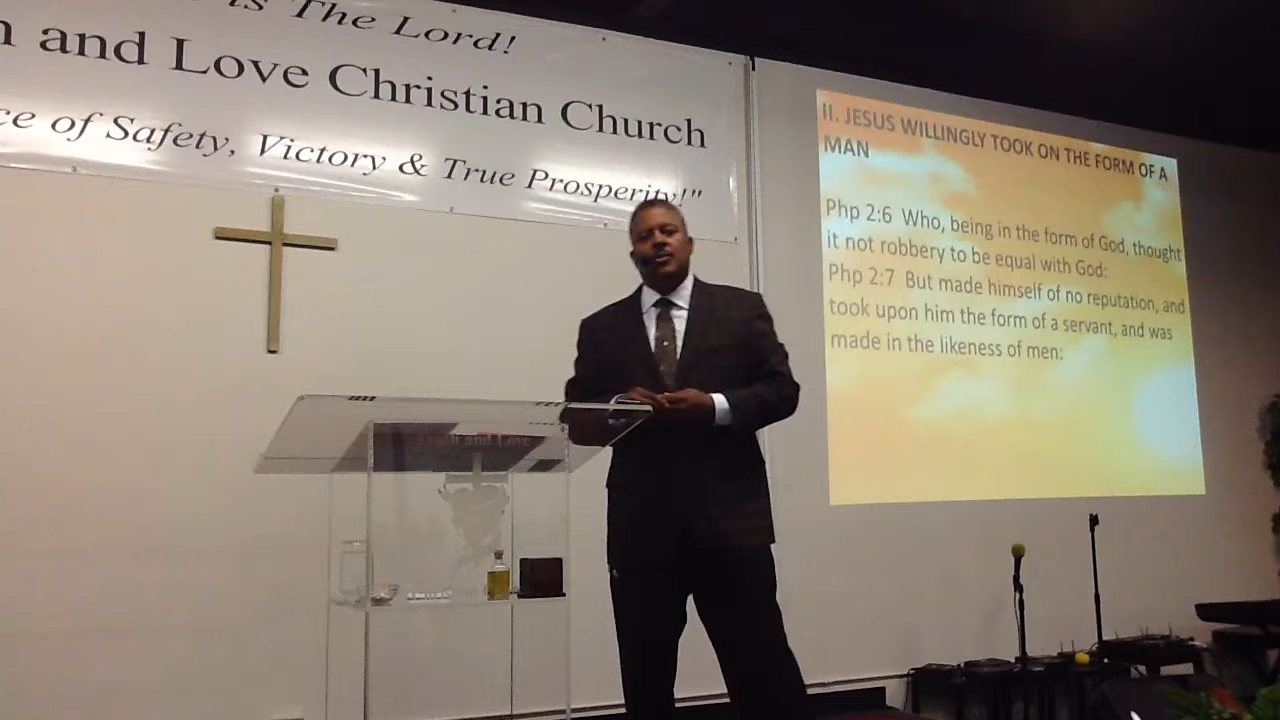 is The Lord!
and Love Christian Church
of Safety, Victory & True Prosperity!"
II. JESUS WILLINGLY TOOK ON THE FORM OF A
MAN
Php 2:6 Who, being in the form of God, thought
it not robbery to be equal with God:
Php 2:7 But made himself of no reputation, and
took upon him the form of a servant, and was
made in the likeness of men:
and Love